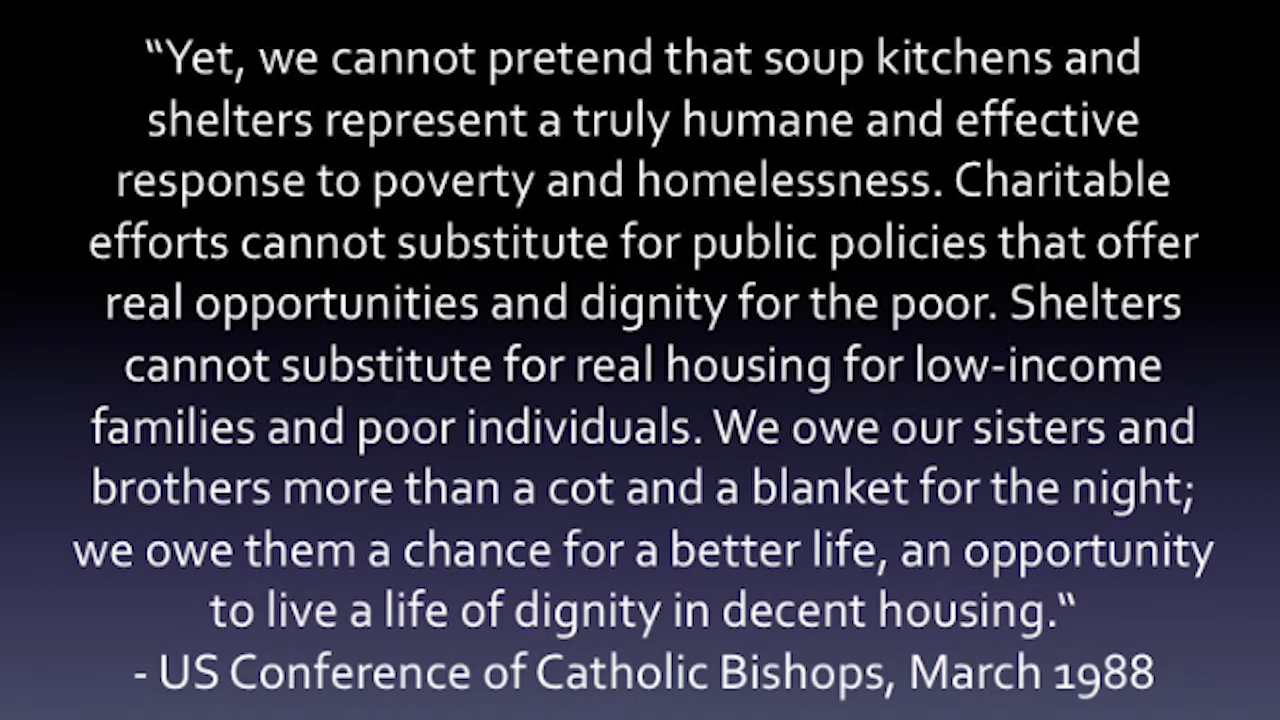 “Yet, we cannot pretend that soup kitchens and
shelters represent a truly humane and effective
response to poverty and homelessness. Charitable
efforts cannot substitute for public policies that offer
real opportunities and dignity for the poor. Shelters
cannot substitute for real housing for low-income
families and poor individuals. We owe our sisters and
brothers more than a cot and a blanket for the night;
we owe them a chance for a better life, an opportunity
to live a life of dignity in decent housing.“
- US Conference of Catholic Bishops, March 1988